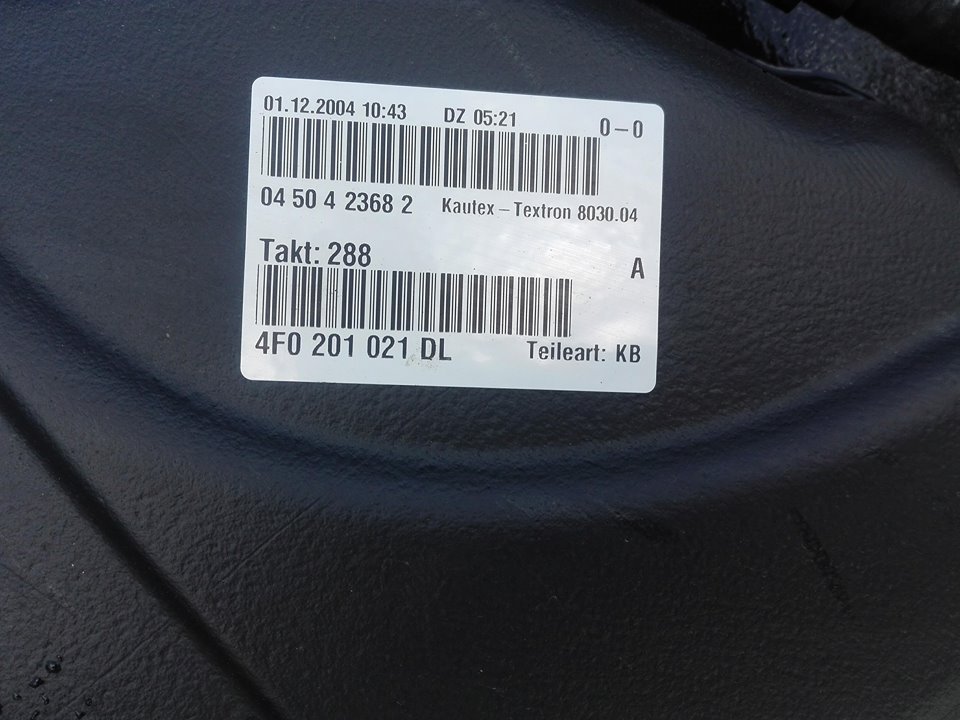 01.12.2004 10:43 DZ 05:21 0-0
04 50 4 2368 2 Kautex-Textron 8030.04
Takt: 288 A
4F0 201 021 DL Teileart: KB